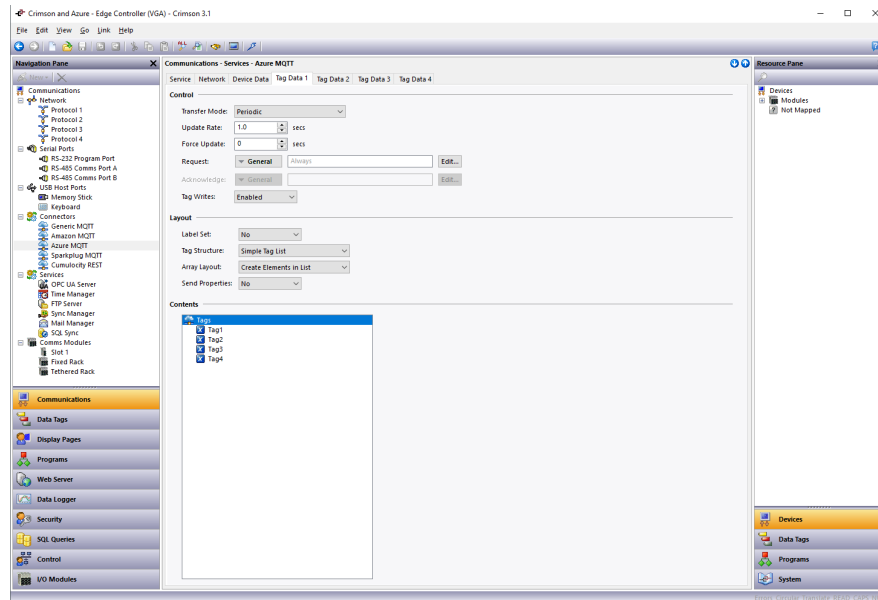 Crimson and Azure - Edge Controller (VGA) - Crimson 3.1
File Edit View Go Link Help
Navigation Pane
New
Communications
Network
Protocol 1
Protocol 2
Protocol 3
Protocol 4
Serial Ports
RS-232 Program Port
RS-485 Comms Port A
RS-485 Comms Port B
USB Host Ports
Memory Stick
Keyboard
Connectors
Generic MQTT
Amazon MQTT
Azure MQTT
Sparkplug MQTT
Cumulocity REST
Services
OPC UA Server
Time Manager
FTP Server
Sync Manager
Mail Manager
SQL Sync
Comms Modules
Slot 1
Fixed Rack
Tethered Rack
Communications
Data Tags
Display Pages
Programs
Web Server
Data Logger
Security
SQL Queries
Control
I/O Modules
Communications - Services - Azure MQTT
Service Network Device Data Tag Data 1 Tag Data 2 Tag Data 3 Tag Data 4
Control
Transfer Mode: Periodic
Update Rate: 1.0 secs
Force Update: 0 secs
Request: General Always Edit...
Acknowledge: General Edit...
Tag Writes: Enabled
Layout
Label Set: No
Tag Structure: Simple Tag List
Array Layout: Create Elements in List
Send Properties: No
Contents
Tags
Tag1
Tag2
Tag3
Tag4
Resource Pane
Devices
Modules
Not Mapped
Devices
Data Tags
Programs
System